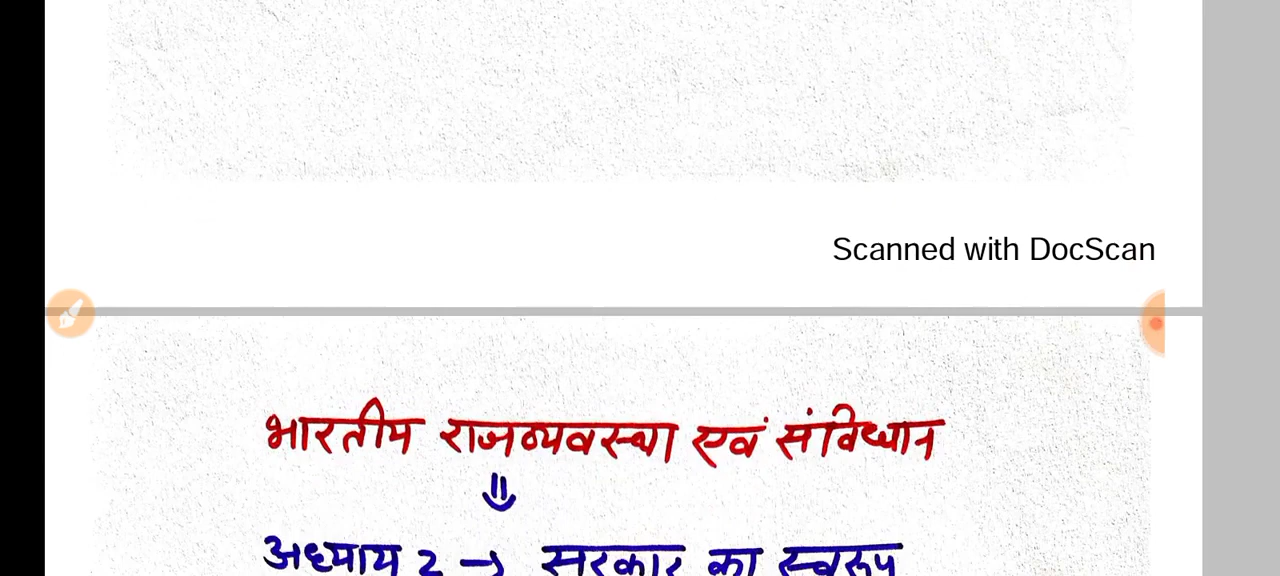 Scanned with DocScan
भारतीय राजव्यवस्था एवं संविधान
⇓
अध्याय 2 → सरकार का स्वरूप